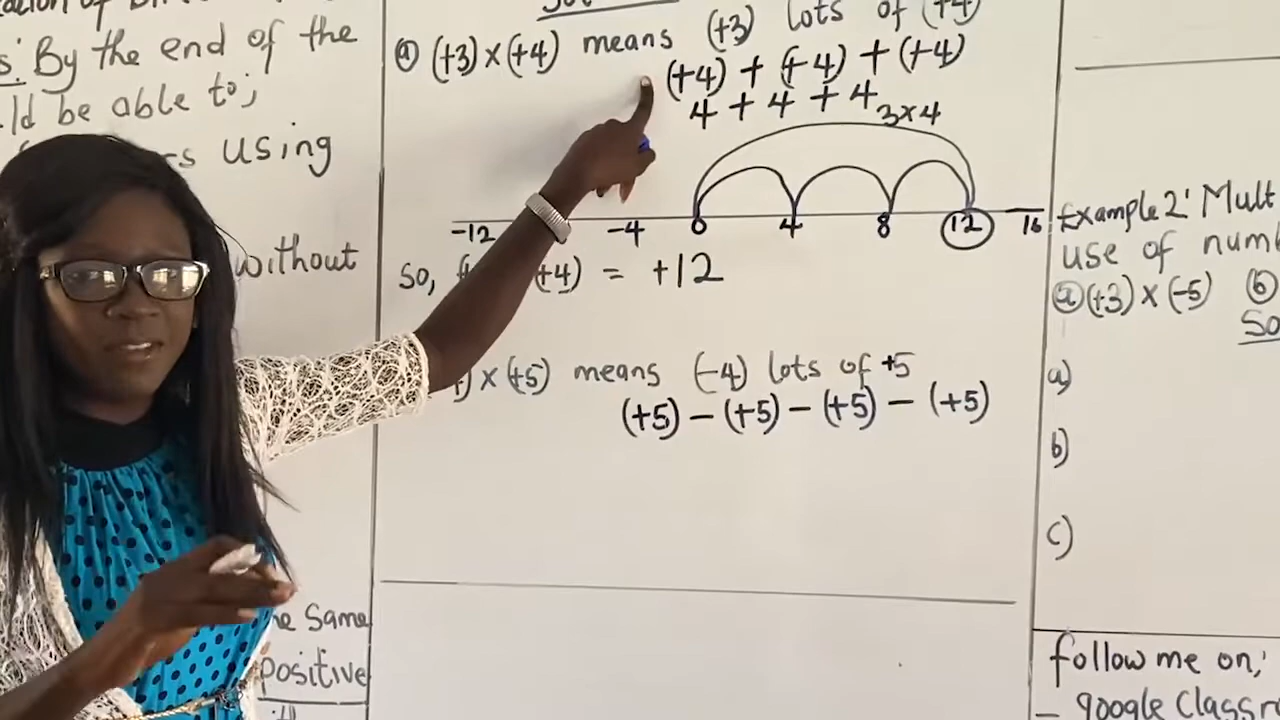 By the end of the
ld be able to;
using
without
he same
positive
(a) (+3) × (+4) means (+3) lots of (+4)
(+4) + (+4) + (+4)
4 + 4 + 4
3×4
-12 -4 0 4 8 12 16
So, +4) = +12
× (+5) means (-4) lots of +5
(+5) - (+5) - (+5) - (+5)
Example 2: Mult
use of numb
(a) (+3) × (-5) (b)
So
a)
b)
c)
follow me on;
- google Classr